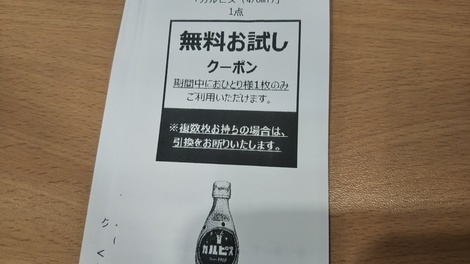 1点
無料お試し
クーポン
期間中におひとり様1枚のみ
ご利用いただけます。
※複数枚お持ちの場合は、
引換をお断りいたします。
カルピス